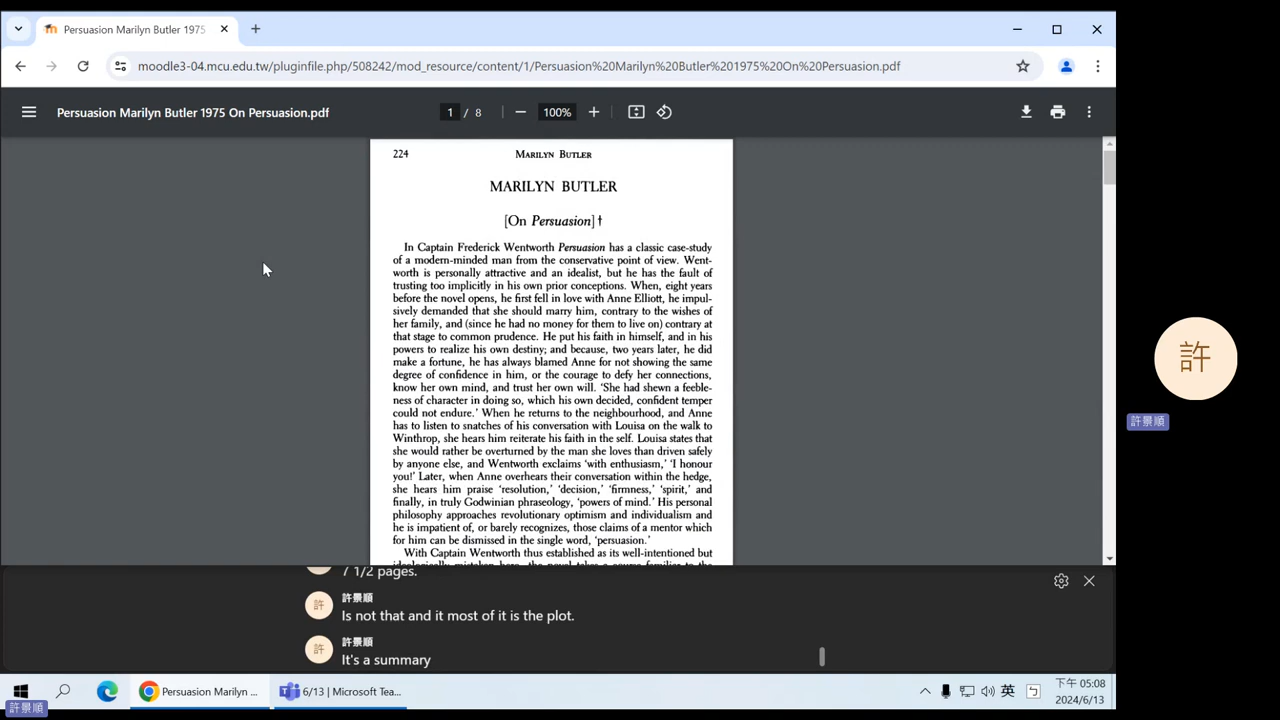 Persuasion Marilyn Butler 1975
moodle3-04.mcu.edu.tw/pluginfile.php/508242/mod_resource/content/1/Persuasion%20Marilyn%20Butler%201975%20On%20Persuasion.pdf
Persuasion Marilyn Butler 1975 On Persuasion.pdf
1 / 8
100%
224 MARILYN BUTLER
MARILYN BUTLER
[On Persuasion]†
In Captain Frederick Wentworth Persuasion has a classic case-study
of a modern-minded man from the conservative point of view. Went-
worth is personally attractive and an idealist, but he has the fault of
trusting too implicitly in his own prior conceptions. When, eight years
before the novel opens, he first fell in love with Anne Elliott, he impul-
sively demanded that she should marry him, contrary to the wishes of
her family, and (since he had no money for them to live on) contrary at
that stage to common prudence. He put his faith in himself, and in his
powers to realize his own destiny; and because, two years later, he did
make a fortune, he has always blamed Anne for not showing the same
degree of confidence in him, or the courage to defy her connections,
know her own mind, and trust her own will. ‘She had shewn a feeble-
ness of character in doing so, which his own decided, confident temper
could not endure.’ When he returns to the neighbourhood, and Anne
has to listen to snatches of his conversation with Louisa on the walk to
Winthrop, she hears him reiterate his faith in the self. Louisa states that
she would rather be overturned by the man she loves than driven safely
by anyone else, and Wentworth exclaims ‘with enthusiasm,’ ‘I honour
you!’ Later, when Anne overhears their conversation within the hedge,
she hears him praise ‘resolution,’ ‘decision,’ ‘firmness,’ ‘spirit,’ and
finally, in truly Godwinian phraseology, ‘powers of mind.’ His personal
philosophy approaches revolutionary optimism and individualism and
he is impatient of, or barely recognizes, those claims of a mentor which
for him can be dismissed in the single word, ‘persuasion.’
With Captain Wentworth thus established as its well-intentioned but
7 1/2 pages.
許
許景順
Is not that and it most of it is the plot.
許
許景順
It's a summary
許
許景順
Persuasion Marilyn ...
6/13 | Microsoft Tea...
英
下午 05:08
2024/6/13
許景順